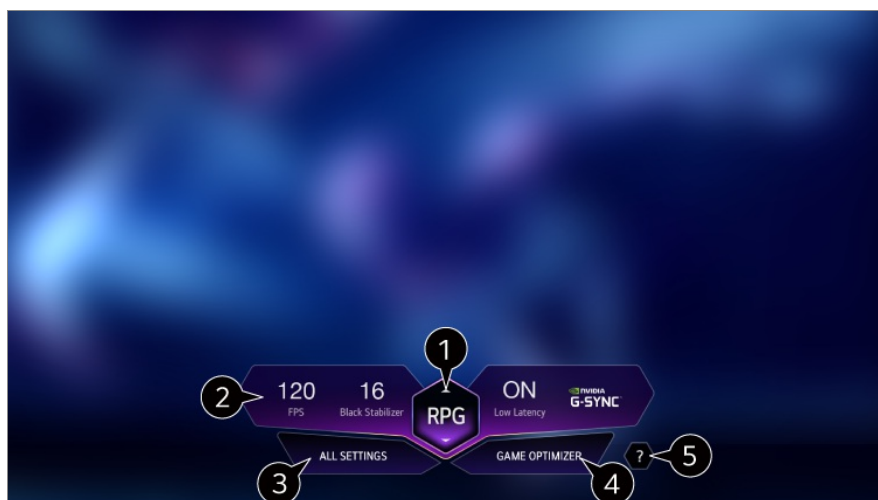 1
2
120
16
RPG
ON
NVIDIA
G-SYNC
FPS
Black Stabilizer
Low Latency
ALL SETTINGS
GAME OPTIMIZER
?
5
3
4